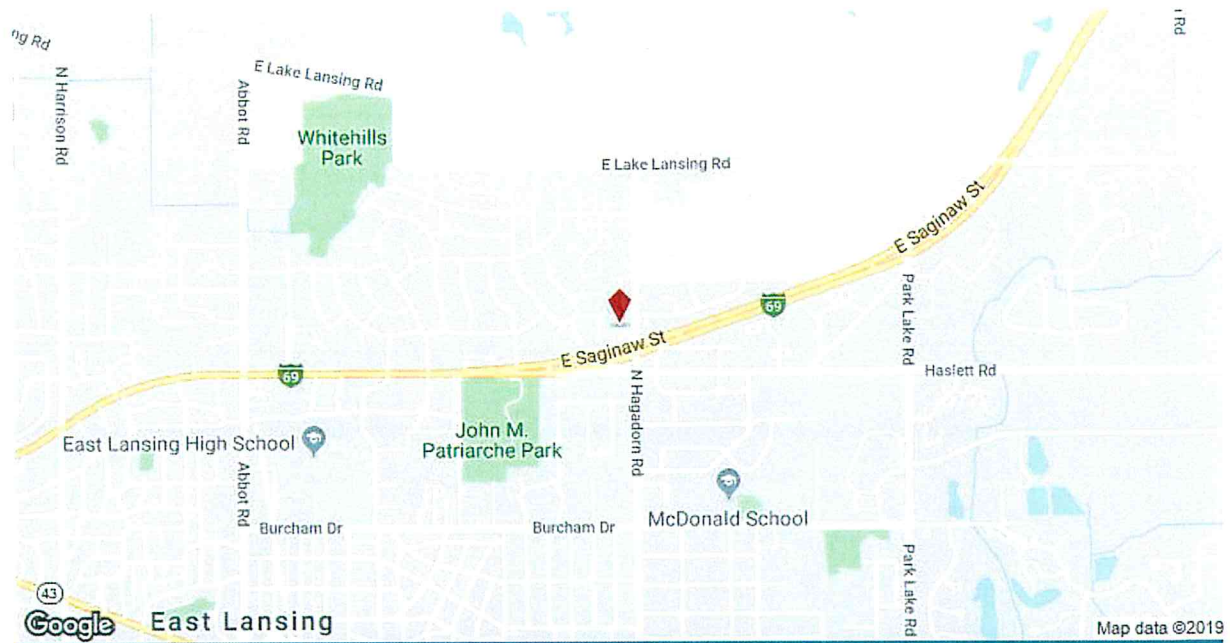 ng Rd
Rd
E Lake Lansing Rd
N Harrison Rd
Abbot Rd
Whitehills
Park
E Lake Lansing Rd
E Saginaw St
Park Lake Rd
69
E Saginaw St
69
Haslett Rd
N Hagadorn Rd
East Lansing High School
John M.
Patriarche Park
Abbot Rd
McDonald School
Burcham Dr
Burcham Dr
Park Lake Rd
43
Google
East Lansing
Map data ©2019